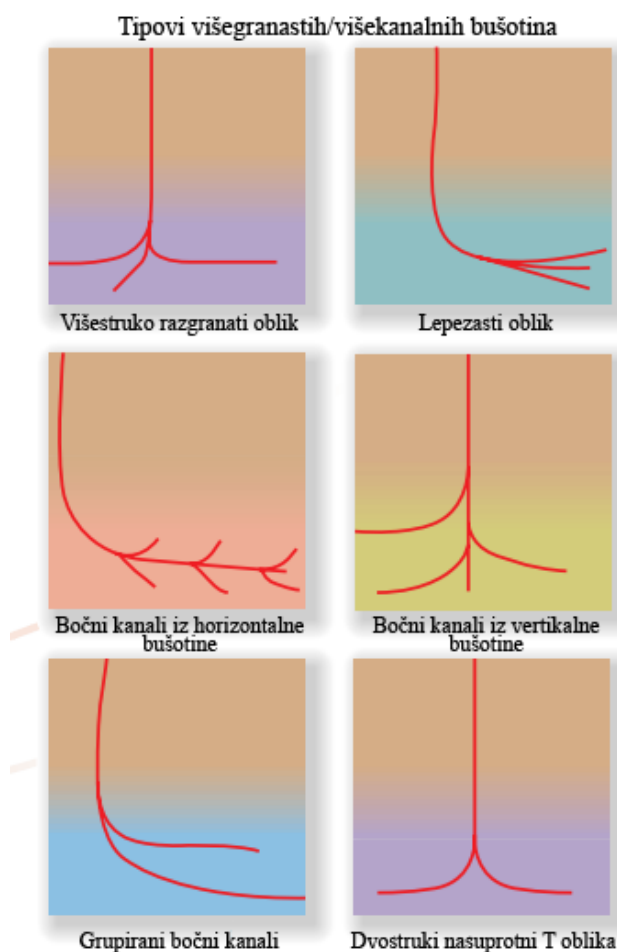 Tipovi višegranastih/višekanalnih bušotina
Višestruko razgranati oblik
Lepezasti oblik
Bočni kanali iz horizontalne
bušotine
Bočni kanali iz vertikalne
bušotine
Grupirani bočni kanali
Dvostruki nasuprotni T oblika